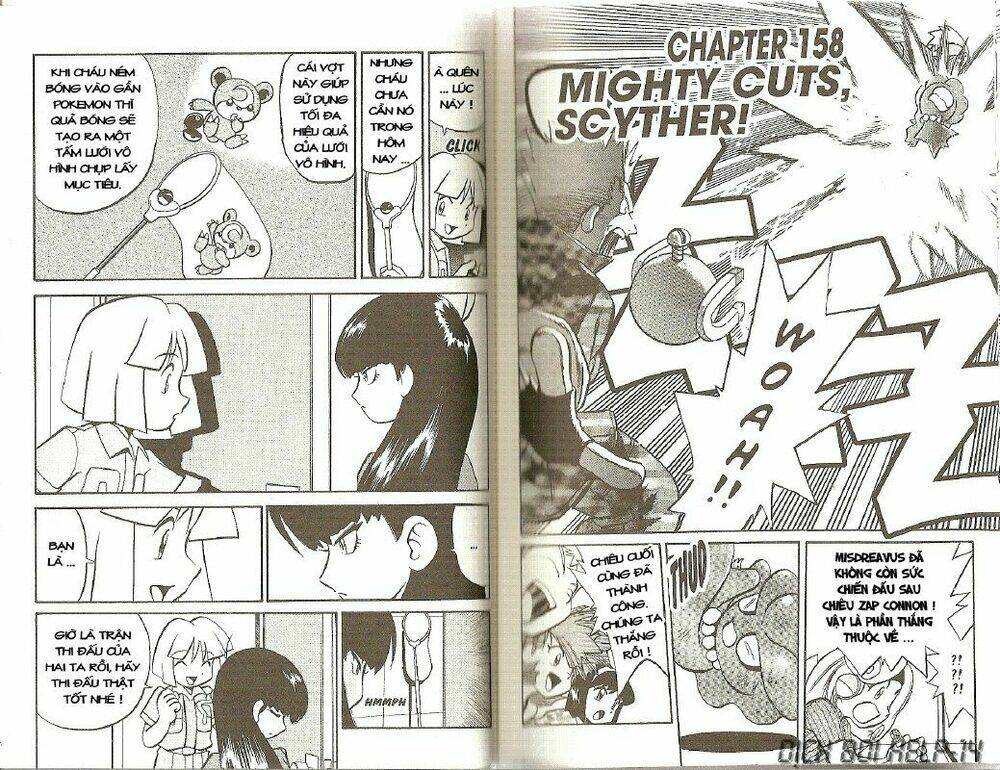 CHAPTER 158
MIGHTY CUTS,
SCYTHER!
WOAH!!
MISDREAVUS ĐÃ
KHÔNG CÒN SỨC
CHIẾN ĐẤU SAU
CHIÊU ZAP CONNON !
VẬY LÀ PHẦN THẮNG
THUỘC VỀ ...
?!
?!
?!
THUD
CHIÊU CUỐI
CÙNG ĐÃ
THÀNH
CÔNG.
CHÚNG TA
THẮNG
RỒI !
À QUÊN
... LÚC
NÀY !
CLICK
NHƯNG
CHÁU
CHƯA
CẦN NÓ
TRONG
HÔM
NAY ...
CÁI VỢT
NÀY GIÚP
SỬ DỤNG
TỐI ĐA
HIỆU QUẢ
CỦA LƯỚI
VÔ HÌNH.
KHI CHÁU NÉM
BÓNG VÀO GẦN
POKEMON THÌ
QUẢ BÓNG SẼ
TẠO RA MỘT
TẤM LƯỚI VÔ
HÌNH CHỤP LẤY
MỤC TIÊU.
...
BẠN
LÀ ...
HMMPH
GIỜ LÀ TRẬN
THI ĐẤU CỦA
HAI TA RỒI, HÃY
THI ĐẤU THẬT
TỐT NHÉ !